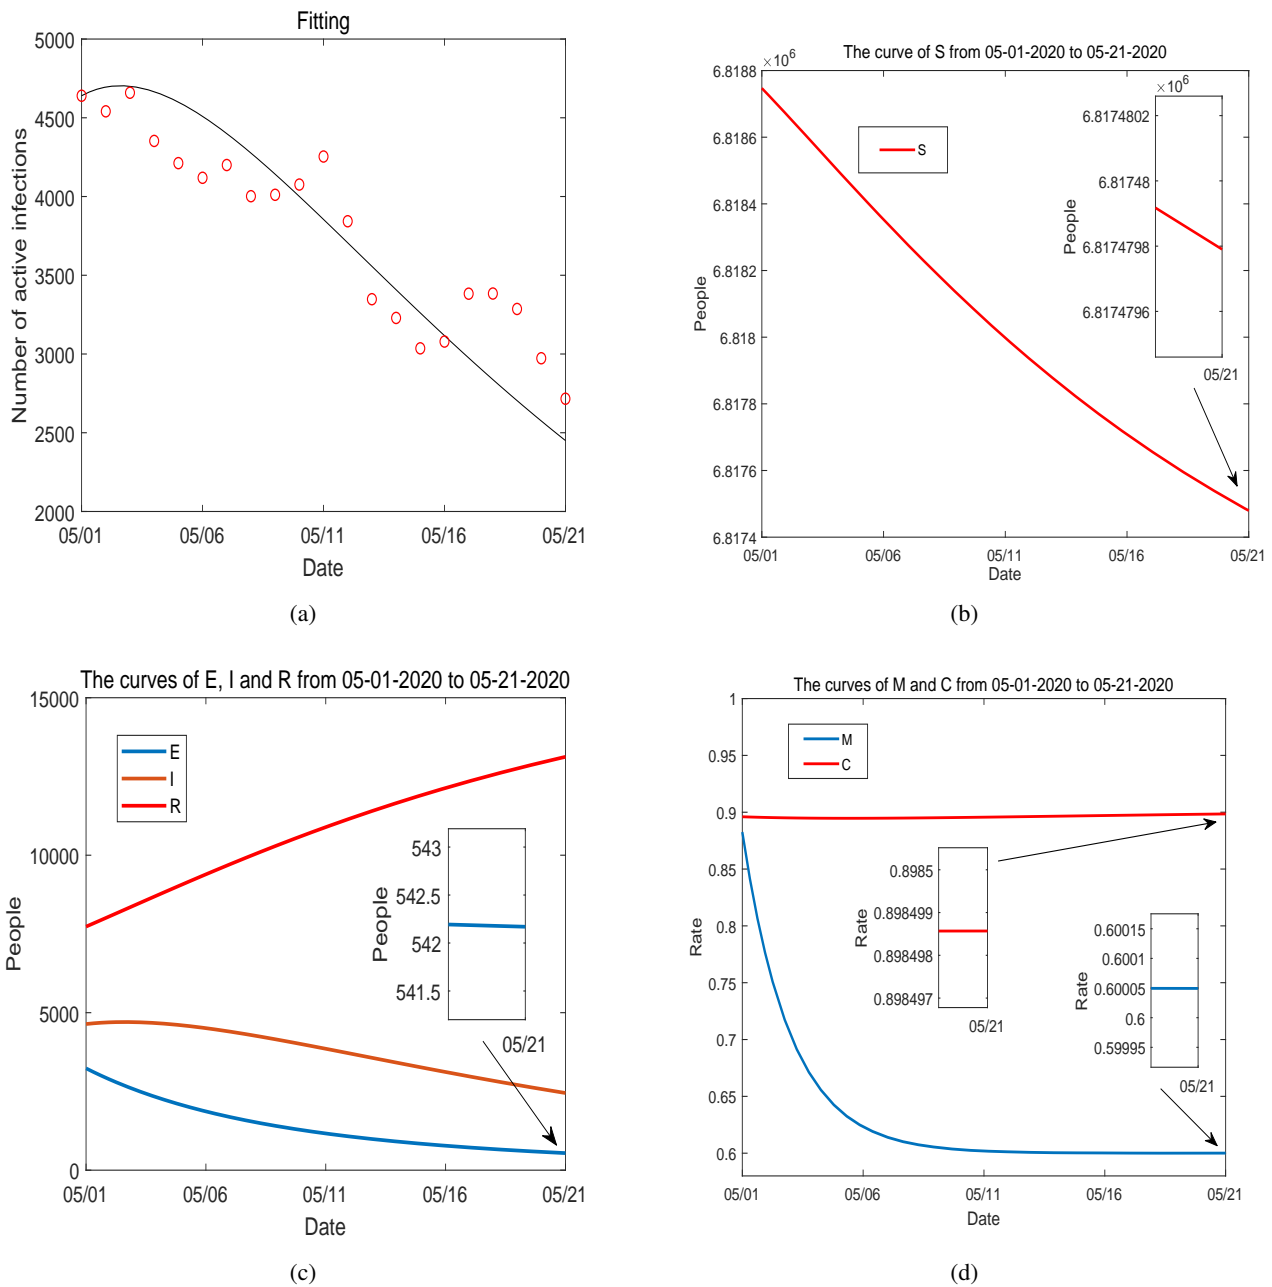 Fitting
5000
4500
4000
3500
3000
2500
2000
Number of active infections
05/01 05/06 05/11 05/16 05/21
Date
(a)
The curve of S from 05-01-2020 to 05-21-2020
×10^6
6.8188
6.8186
6.8184
6.8182
6.818
6.8178
6.8176
6.8174
People
S
×10^6
6.8174802
6.81748
6.8174798
6.8174796
People
05/21
05/01 05/06 05/11 05/16 05/21
Date
(b)
The curves of E, I and R from 05-01-2020 to 05-21-2020
15000
10000
5000
0
People
E
I
R
543
542.5
542
541.5
People
05/21
05/01 05/06 05/11 05/16 05/21
Date
(c)
The curves of M and C from 05-01-2020 to 05-21-2020
1
0.95
0.9
0.85
0.8
0.75
0.7
0.65
0.6
Rate
M
C
0.8985
0.898499
0.898498
0.898497
Rate
05/21
0.60015
0.6001
0.60005
0.6
0.59995
Rate
05/21
05/01 05/06 05/11 05/16 05/21
Date
(d)